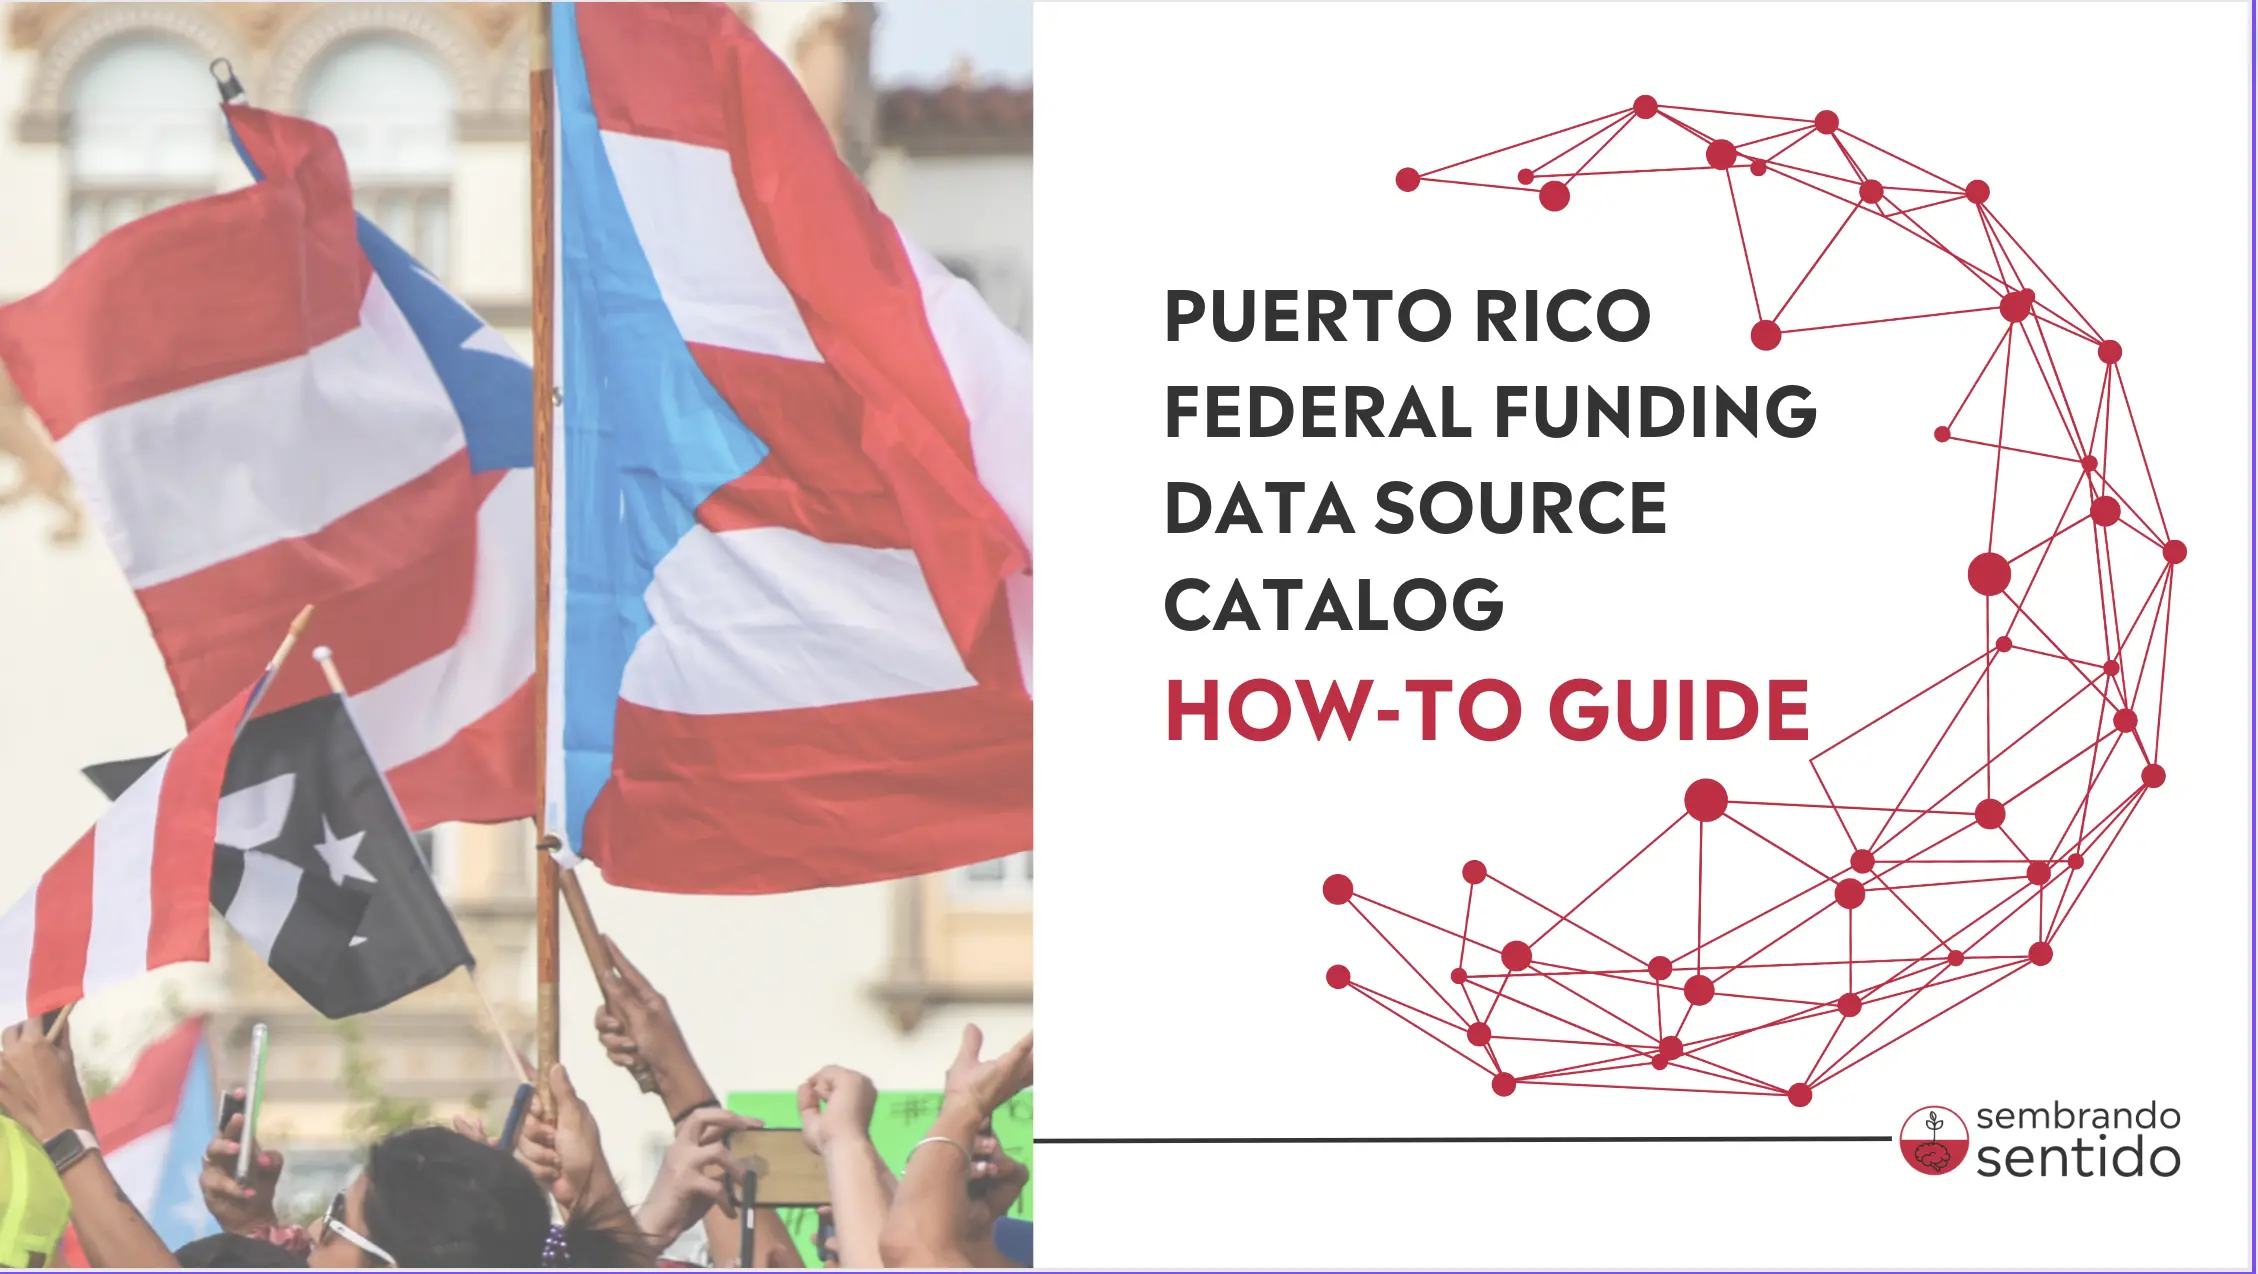 PUERTO RICO
FEDERAL FUNDING
DATA SOURCE
CATALOG
HOW-TO GUIDE
sembrando
sentido